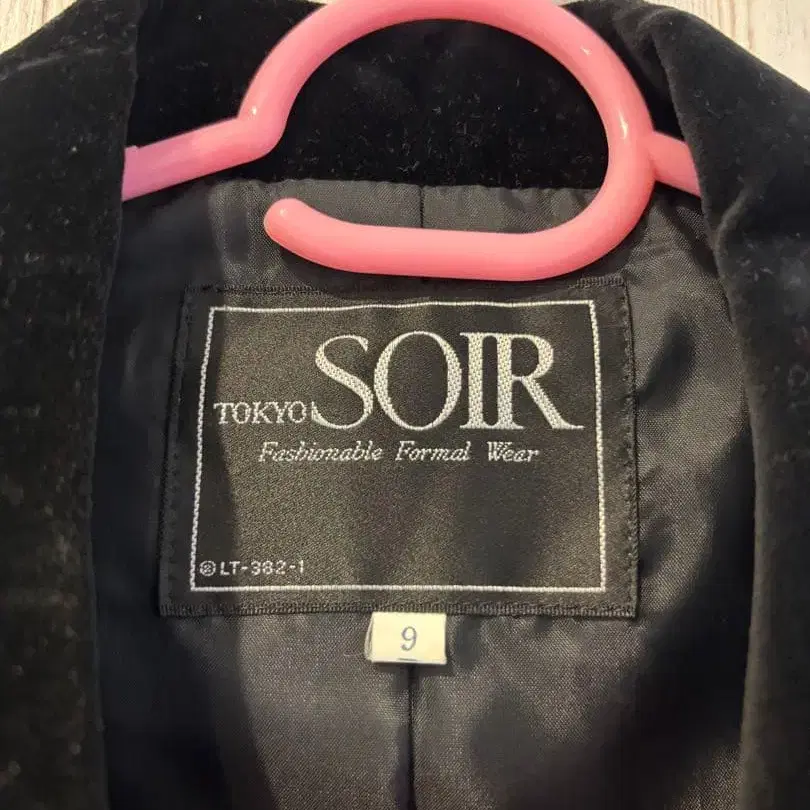 TOKYO SOIR
Fashionable Formal Wear
LT-382-1
9